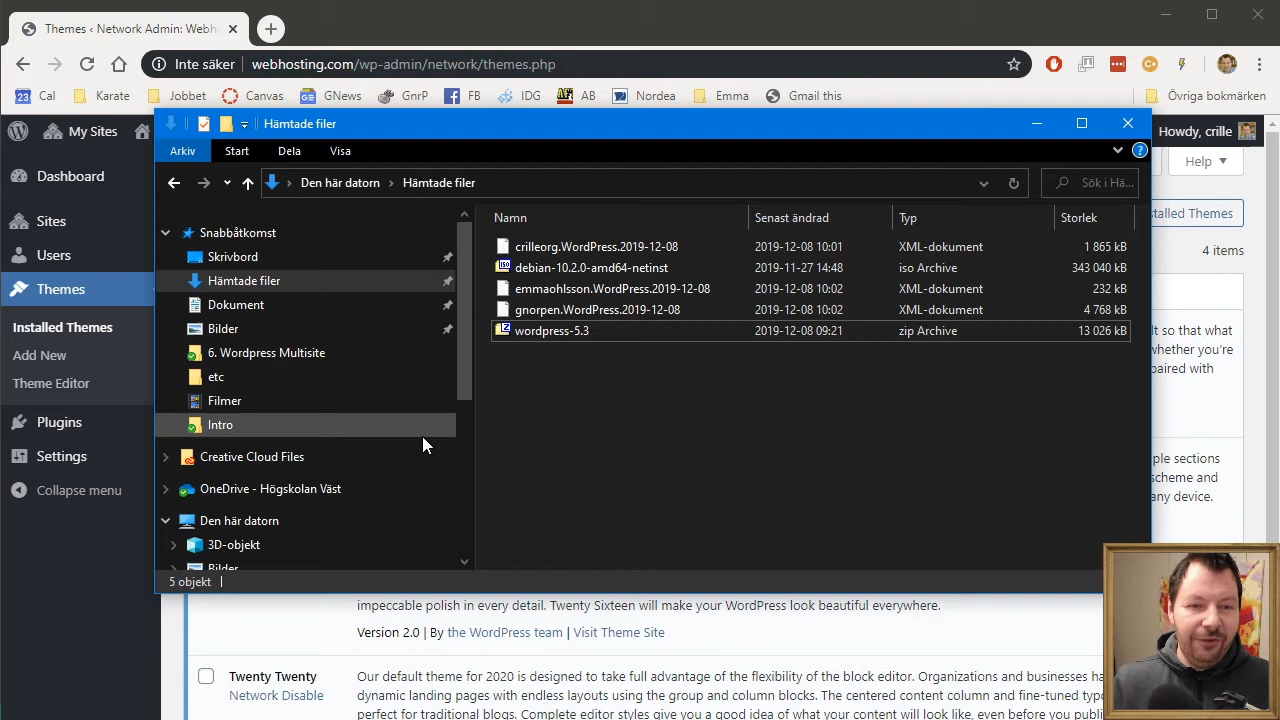 Themes ‹ Network Admin: Webh
Inte säker webhosting.com/wp-admin/network/themes.php
23 Cal Karate Jobbet Canvas GNews GnrP FB IDG AB Nordea Emma Gmail this Övriga bokmärken
My Sites
Howdy, crille
Help
stalled Themes
4 items
Dashboard
Sites
Users
Themes
Installed Themes
Add New
Theme Editor
Plugins
Settings
Collapse menu
Hämtade filer
Arkiv Start Dela Visa
Den här datorn Hämtade filer
Sök i Hä...
Snabbåtkomst
Skrivbord
Hämtade filer
Dokument
Bilder
6. Wordpress Multisite
etc
Filmer
Intro
Creative Cloud Files
OneDrive - Högskolan Väst
Den här datorn
3D-objekt
Bilder
Namn Senast ändrad Typ Storlek
crilleorg.WordPress.2019-12-08 2019-12-08 10:01 XML-dokument 1 865 kB
debian-10.2.0-amd64-netinst 2019-11-27 14:48 iso Archive 343 040 kB
emmaohlsson.WordPress.2019-12-08 2019-12-08 10:02 XML-dokument 232 kB
gnorpen.WordPress.2019-12-08 2019-12-08 10:02 XML-dokument 4 768 kB
wordpress-5.3 2019-12-08 09:21 zip Archive 13 026 kB
5 objekt
lt so that what
whether you're
paired with
ple sections
scheme and
any device.
impeccable polish in every detail. Twenty Sixteen will make your WordPress look beautiful everywhere.
Version 2.0 | By the WordPress team | Visit Theme Site
Twenty Twenty
Network Disable
Our default theme for 2020 is designed to take full advantage of the flexibility of the block editor. Organizations and businesses ha
dynamic landing pages with endless layouts using the group and column blocks. The centered content column and fine-tuned typo
perfect for traditional blogs. Complete editor styles give you a good idea of what your content will look like, even before you publi